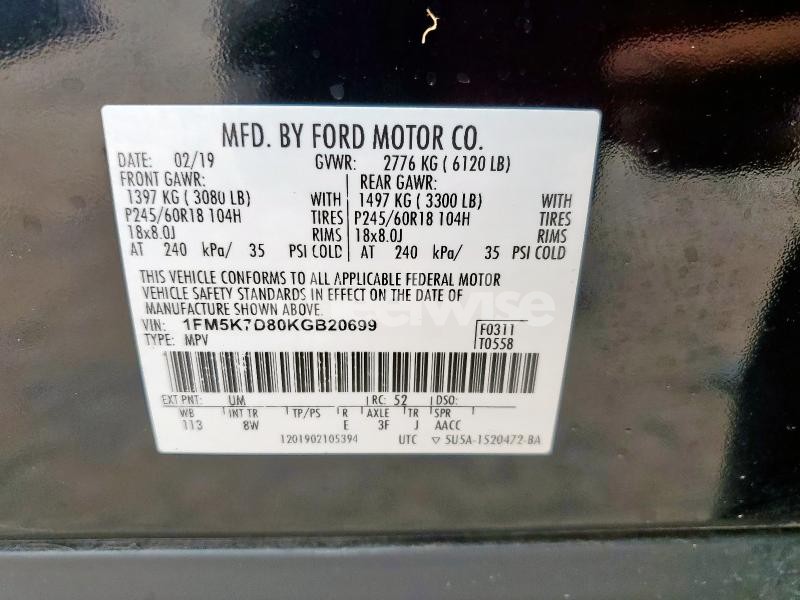 MFD. BY FORD MOTOR CO.
DATE: 02/19 GVWR: 2776 KG ( 6120 LB)
FRONT GAWR: REAR GAWR:
1397 KG ( 3080 LB) WITH 1497 KG ( 3300 LB) WITH
P245/60R18 104H TIRES P245/60R18 104H TIRES
18x8.0J RIMS 18x8.0J RIMS
AT 240 kPa/ 35 PSI COLD AT 240 kPa/ 35 PSI COLD
THIS VEHICLE CONFORMS TO ALL APPLICABLE FEDERAL MOTOR
VEHICLE SAFETY STANDARDS IN EFFECT ON THE DATE OF
MANUFACTURE SHOWN ABOVE.
VIN: 1FM5K7D80KGB20699 F0311
TYPE: MPV T0558
EXT PNT: UM RC: 52 DSO:
WB INT TR TP/PS R AXLE TR SPR
113 8W E 3F J AACC
1201902105394 UTC ▽ 5U5A-1520472-BA